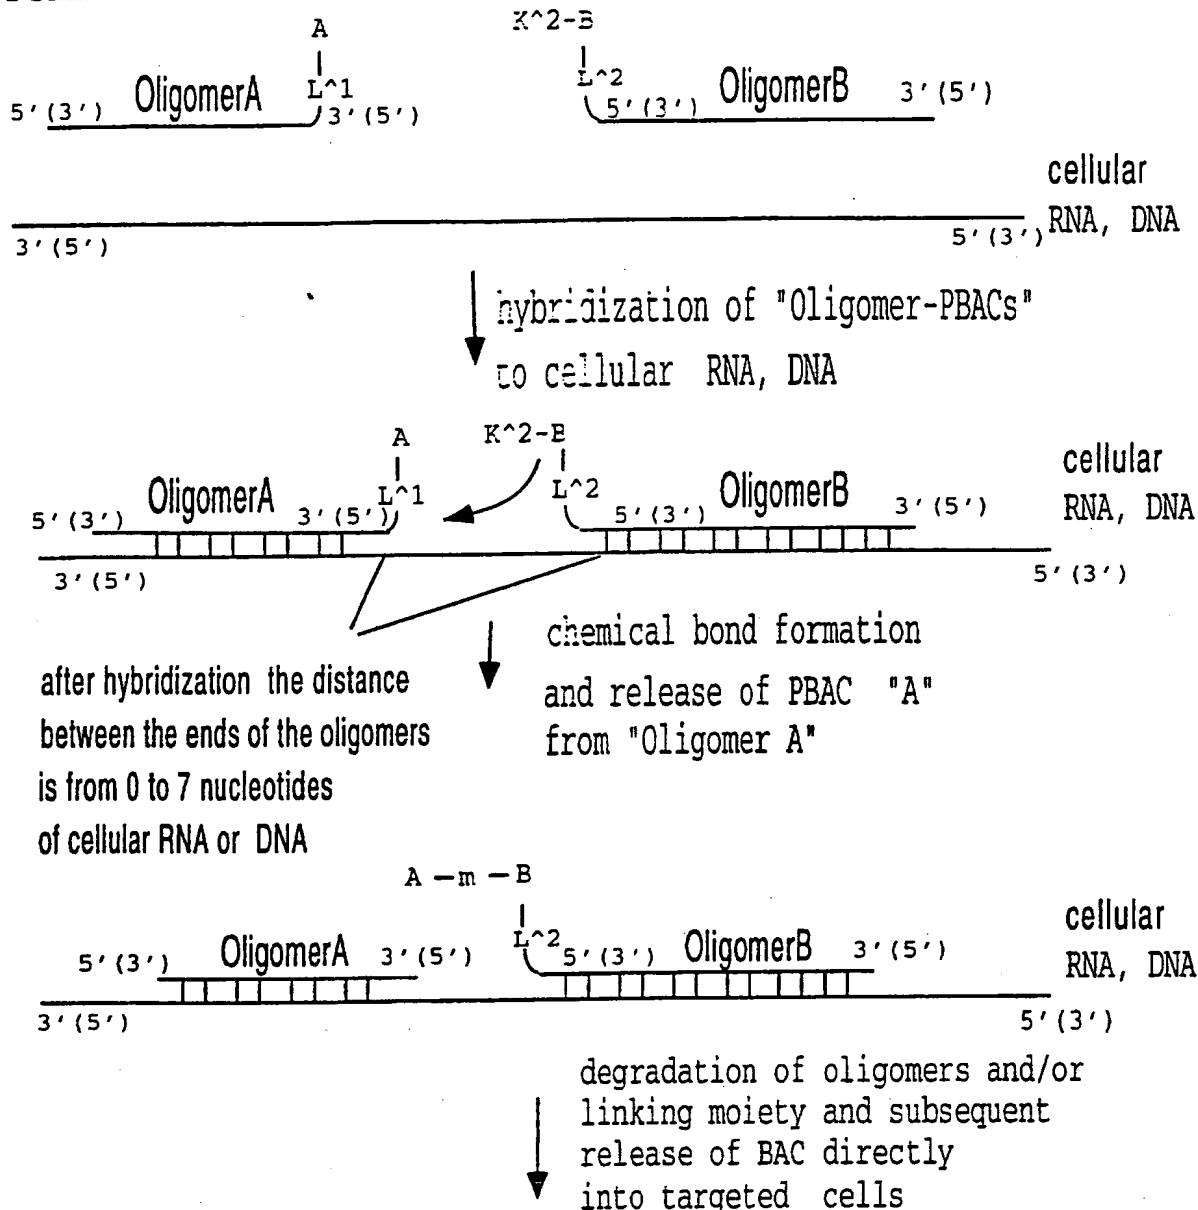 A
K^2-B
L^1
L^2
OligomerA
OligomerB
5'(3')
3'(5')
5'(3')
3'(5')
cellular
RNA, DNA
3'(5')
5'(3')
hybridization of "Oligomer-PBACs"
to cellular RNA, DNA
A
K^2-B
L^1
L^2
OligomerA
OligomerB
5'(3')
3'(5')
5'(3')
3'(5')
cellular
RNA, DNA
3'(5')
5'(3')
chemical bond formation
and release of PBAC "A"
from "Oligomer A"
after hybridization the distance
between the ends of the oligomers
is from 0 to 7 nucleotides
of cellular RNA or DNA
A — m — B
L^2
5'(3')
OligomerA
3'(5')
5'(3')
OligomerB
3'(5')
cellular
RNA, DNA
3'(5')
5'(3')
degradation of oligomers and/or
linking moiety and subsequent
release of BAC directly
into targeted cells